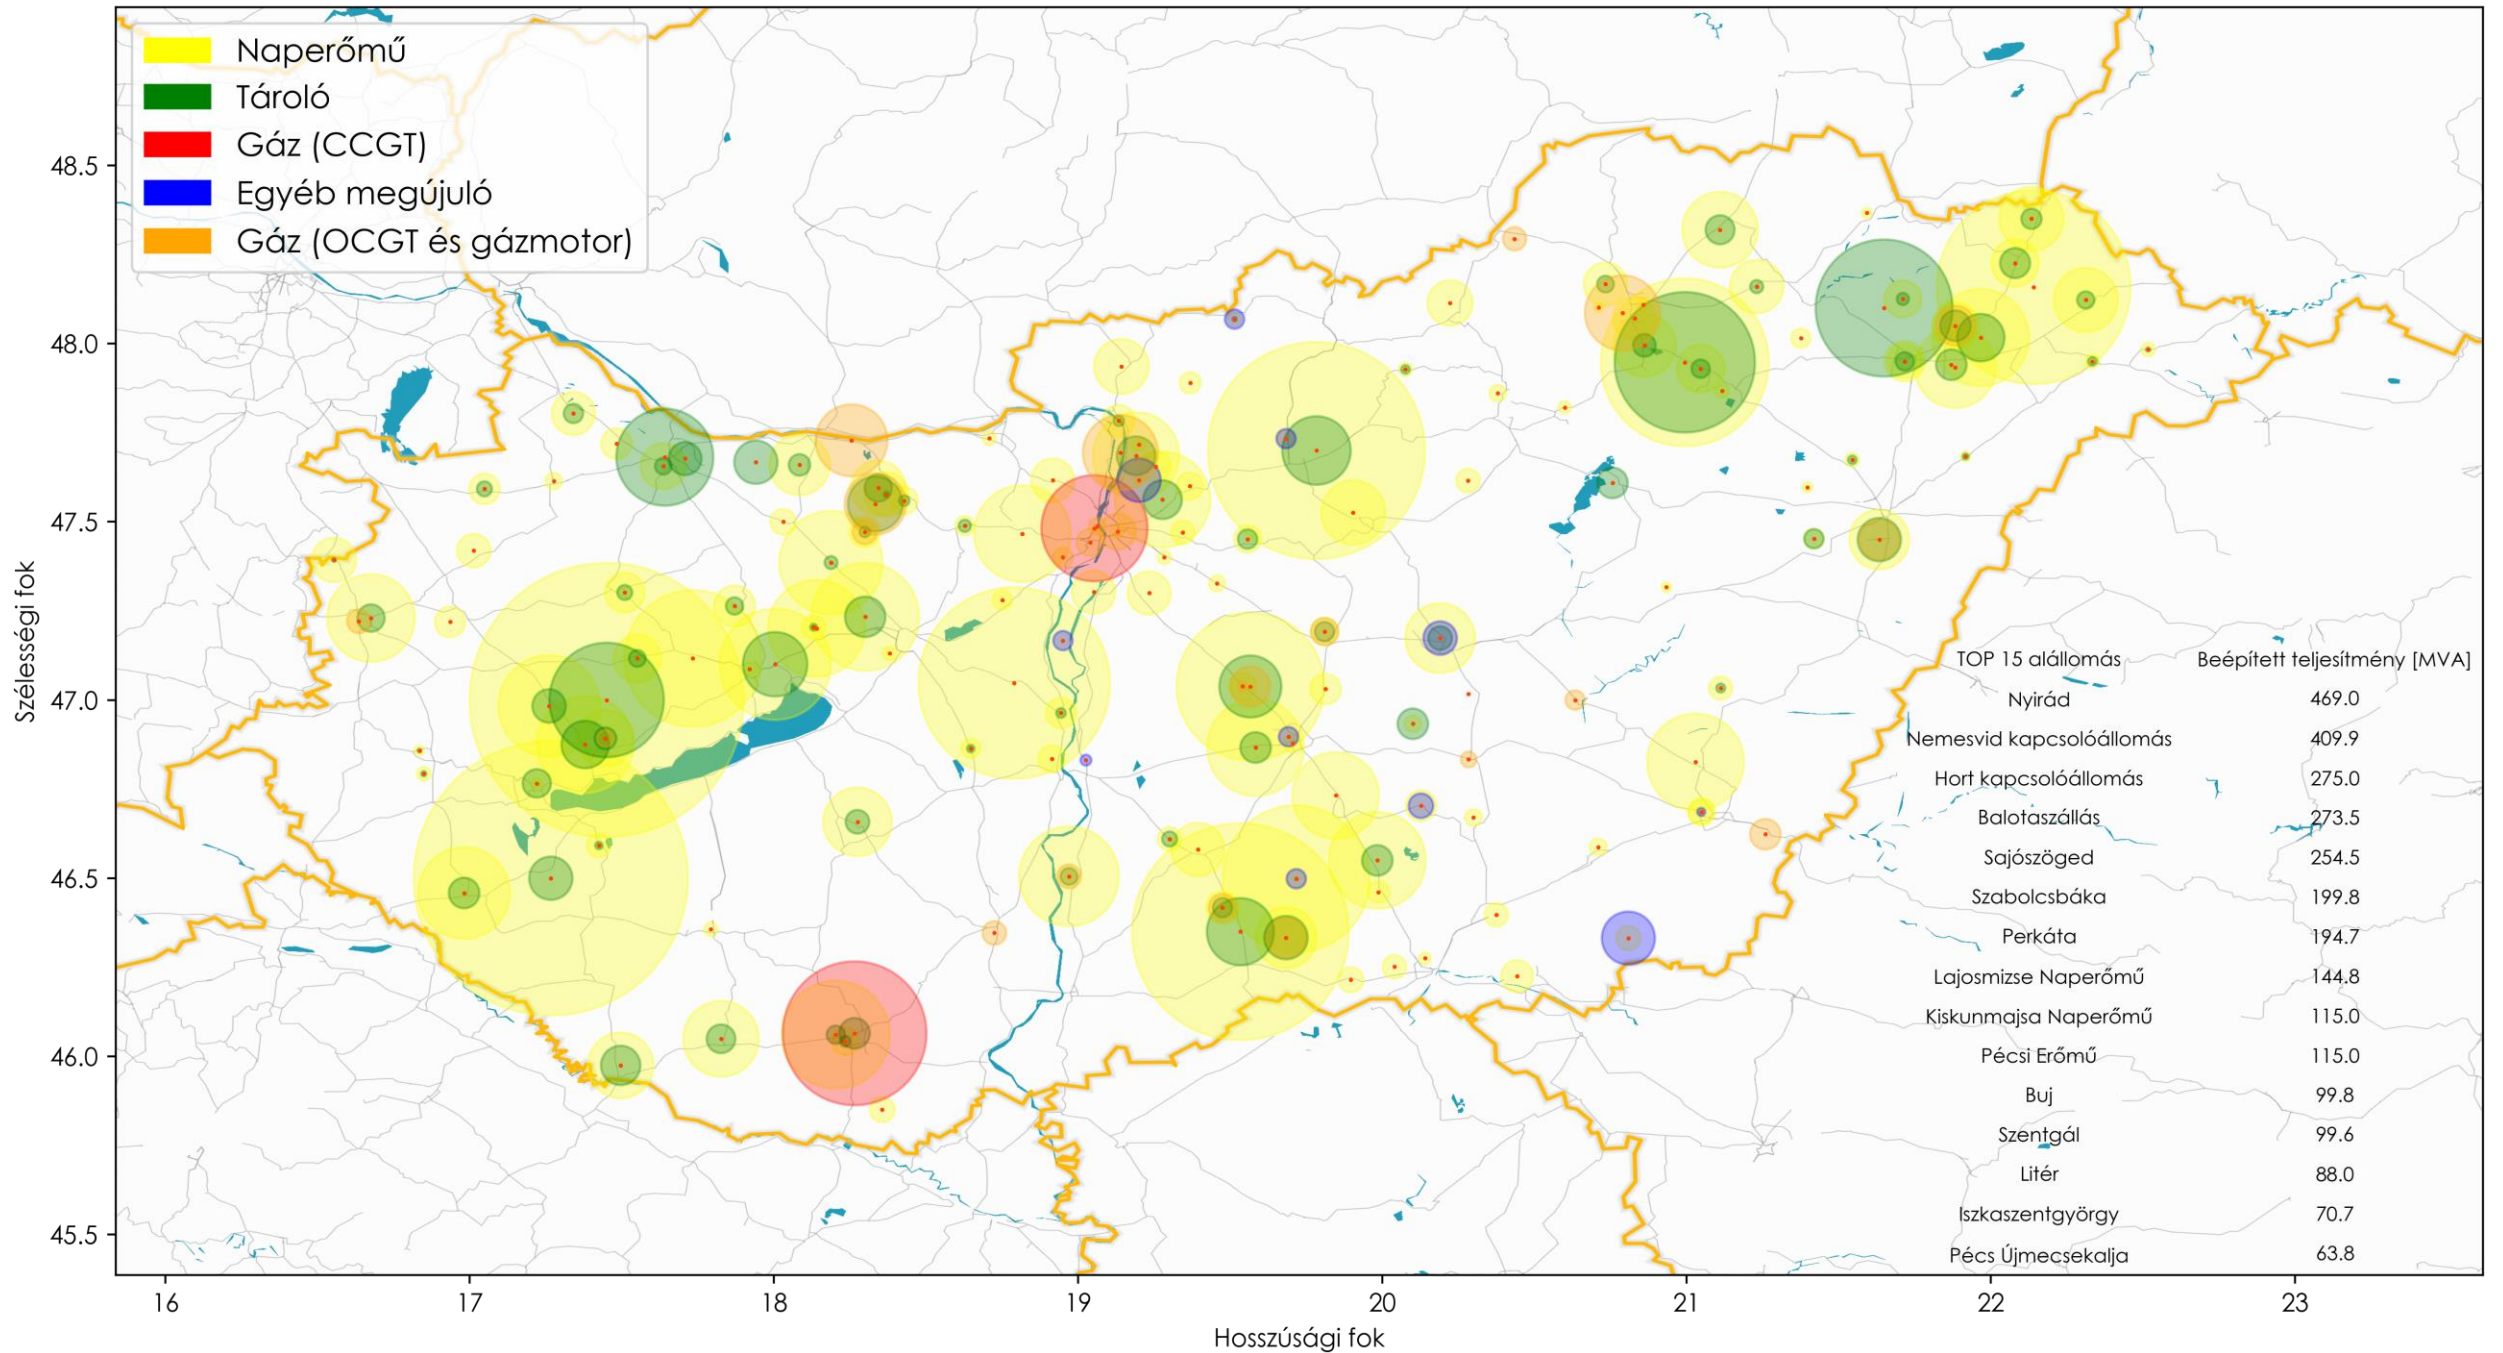 Naperőmű
Tároló
Gáz (CCGT)
Egyéb megújuló
Gáz (OCGT és gázmotor)
48.5
48.0
47.5
47.0
46.5
46.0
45.5
Szélességi fok
16 17 18 19 20 21 22 23
Hosszúsági fok
TOP 15 alállomás Beépített teljesítmény [MVA]
Nyirád 469.0
Nemesvid kapcsolóállomás 409.9
Hort kapcsolóállomás 275.0
Balotaszállás 273.5
Sajószöged 254.5
Szabolcsbáka 199.8
Perkáta 194.7
Lajosmizse Naperőmű 144.8
Kiskunmajsa Naperőmű 115.0
Pécsi Erőmű 115.0
Buj 99.8
Szentgál 99.6
Litér 88.0
Iszkaszentgyörgy 70.7
Pécs Újmecsekalja 63.8